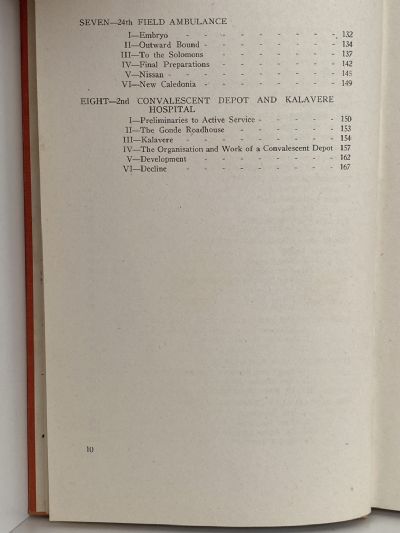 SEVEN—24th FIELD AMBULANCE
I—Embryo - - - - - - - - 132
II—Outward Bound - - - - - - - 134
III—To the Solomons - - - - - - 137
IV—Final Preparations - - - - - - 142
V—Nissan - - - - - - - - 145
VI—New Caledonia - - - - - - - 149
EIGHT—2nd CONVALESCENT DEPOT AND KALAVERE
HOSPITAL
I—Preliminaries to Active Service - - - - - 150
II—The Gonde Roadhouse - - - - - - 153
III—Kalavere - - - - - - - - 154
IV—The Organisation and Work of a Convalescent Depot 157
V—Development - - - - - - - 162
VI—Decline - - - - - - - - 167
10